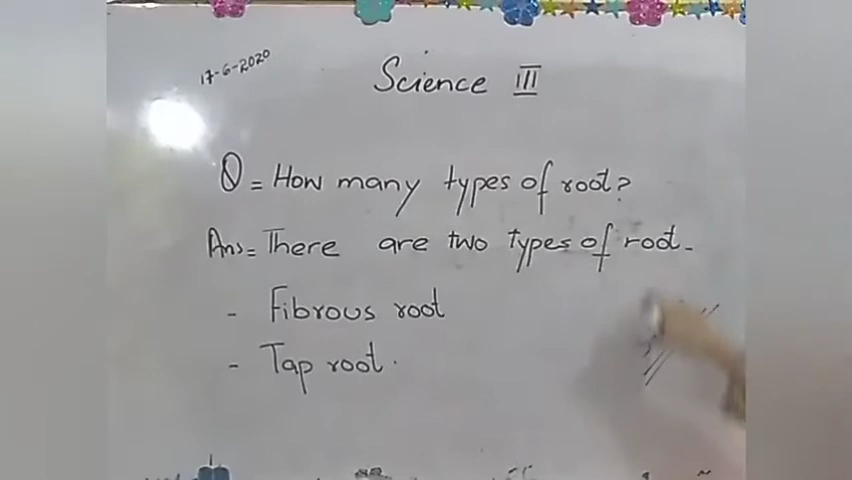 17-6-2020
Science III
Q = How many types of root?
Ans = There are two types of root.
- Fibrous root
- Tap root.